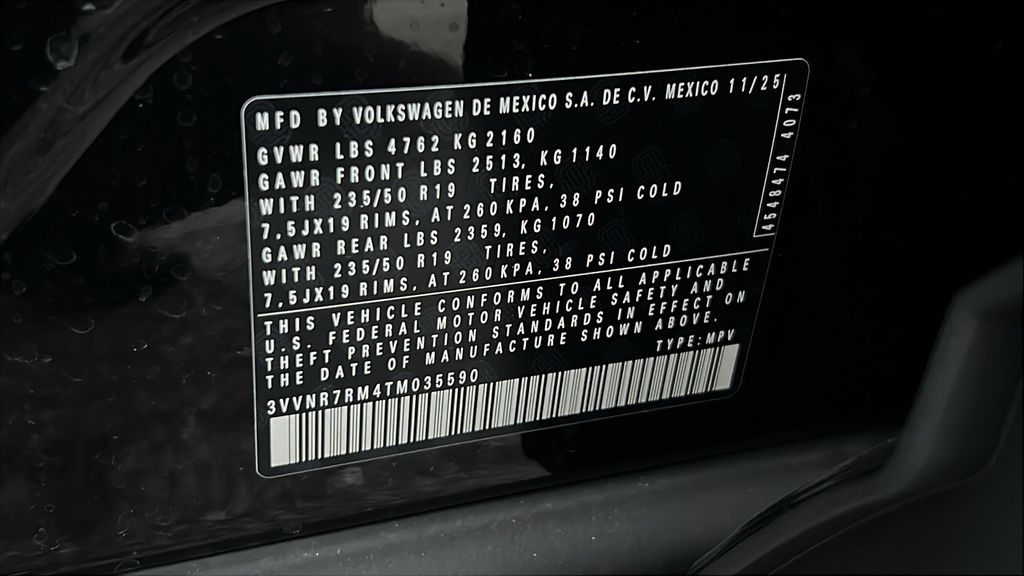 MFD BY VOLKSWAGEN DE MEXICO S.A. DE C.V. MEXICO 11/25
GVWR LBS 4762 KG 2160
GAWR FRONT LBS 2513, KG 1140
WITH 235/50 R19 TIRES,
7,5JX19 RIMS, AT 260 KPA, 38 PSI COLD
GAWR REAR LBS 2359, KG 1070
WITH 235/50 R19 TIRES,
7,5JX19 RIMS, AT 260 KPA, 38 PSI COLD
4548474 4073
THIS VEHICLE CONFORMS TO ALL APPLICABLE
U.S. FEDERAL MOTOR VEHICLE SAFETY AND
THEFT PREVENTION STANDARDS IN EFFECT ON
THE DATE OF MANUFACTURE SHOWN ABOVE.
TYPE: MPV
3VVNR7RM4TM035590